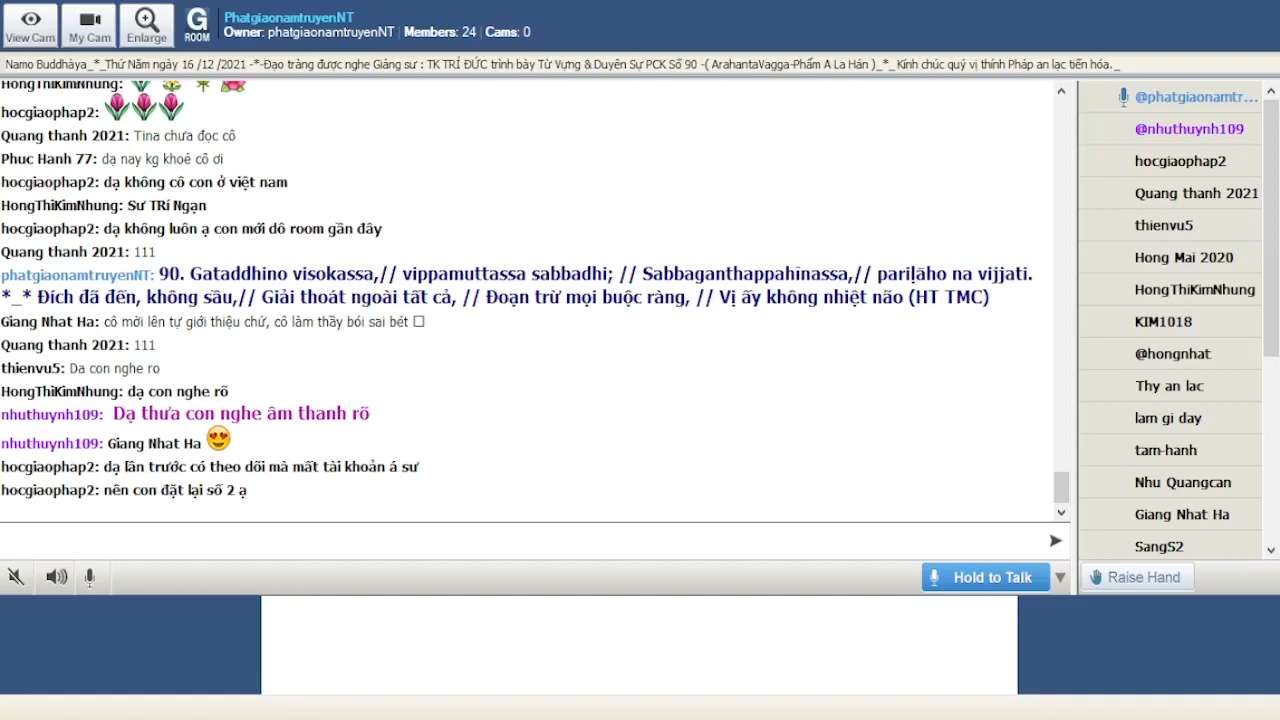 View Cam
My Cam
Enlarge
G
ROOM
PhatgiaonamtruyenNT
Owner: phatgiaonamtruyenNT | Members: 24 | Cams: 0
Namo Buddhàya_*_Thứ Năm ngày 16 /12 /2021 -*-Đạo tràng được nghe Giảng sư : TK TRÍ ĐỨC trình bày Từ Vựng & Duyên Sự PCK Số 90 -( ArahantaVagga-Phẩm A La Hán )_*_ Kính chúc quý vị thính Pháp an lạc tiến hóa._
HongThiKimNhung:
hocgiaophap2:
Quang thanh 2021: Tina chưa đọc cô
Phuc Hanh 77: dạ nay kg khoẻ cô ơi
hocgiaophap2: dạ không cô con ở việt nam
HongThiKimNhung: Sư TRí Ngạn
hocgiaophap2: dạ không luôn ạ con mới dô room gần đây
Quang thanh 2021: 111
phatgiaonamtruyenNT: 90. Gataddhino visokassa,// vippamuttassa sabbadhi; // Sabbaganthappahīnassa,// pariḷāho na vijjati.
*_* Đích đã đến, không sầu,// Giải thoát ngoài tất cả, // Đoạn trừ mọi buộc ràng, // Vị ấy không nhiệt não (HT TMC)
Giang Nhat Ha: cô mời lên tự giới thiệu chứ, cô làm thầy bói sai bét □
Quang thanh 2021: 111
thienvu5: Da con nghe ro
HongThiKimNhung: dạ con nghe rõ
nhuthuynh109: Dạ thưa con nghe âm thanh rõ
nhuthuynh109: Giang Nhat Ha 😍
hocgiaophap2: dạ lần trước có theo dõi mà mất tài khoản á sư
hocgiaophap2: nên con đặt lại số 2 ạ
Hold to Talk
@phatgiaonamtr...
@nhuthuynh109
hocgiaophap2
Quang thanh 2021
thienvu5
Hong Mai 2020
HongThiKimNhung
KIM1018
@hongnhat
Thy an lac
lam gi day
tam-hanh
Nhu Quangcan
Giang Nhat Ha
SangS2
Raise Hand